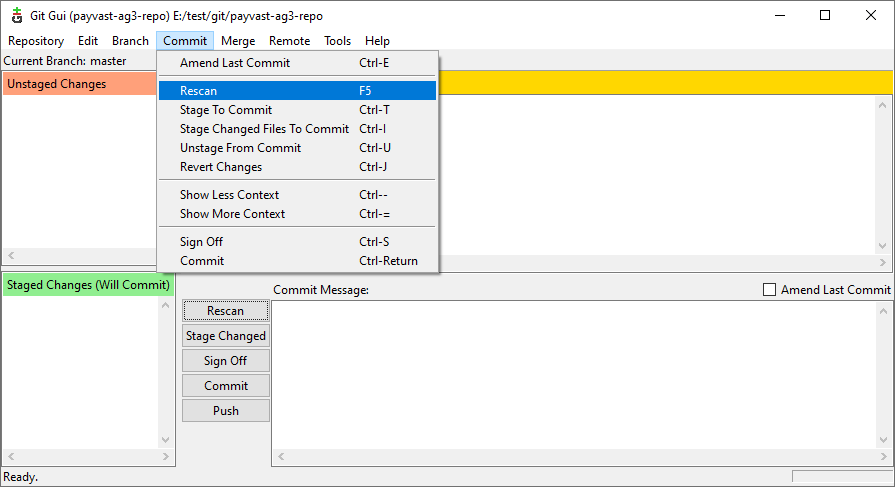 Git Gui (payvast-ag3-repo) E:/test/git/payvast-ag3-repo
Repository Edit Branch Commit Merge Remote Tools Help
Current Branch: master
Amend Last Commit Ctrl-E
Unstaged Changes
Rescan F5
Stage To Commit Ctrl-T
Stage Changed Files To Commit Ctrl-I
Unstage From Commit Ctrl-U
Revert Changes Ctrl-J
Show Less Context Ctrl--
Show More Context Ctrl-=
Sign Off Ctrl-S
Commit Ctrl-Return
Staged Changes (Will Commit)
Commit Message:
Amend Last Commit
Rescan
Stage Changed
Sign Off
Commit
Push
Ready.